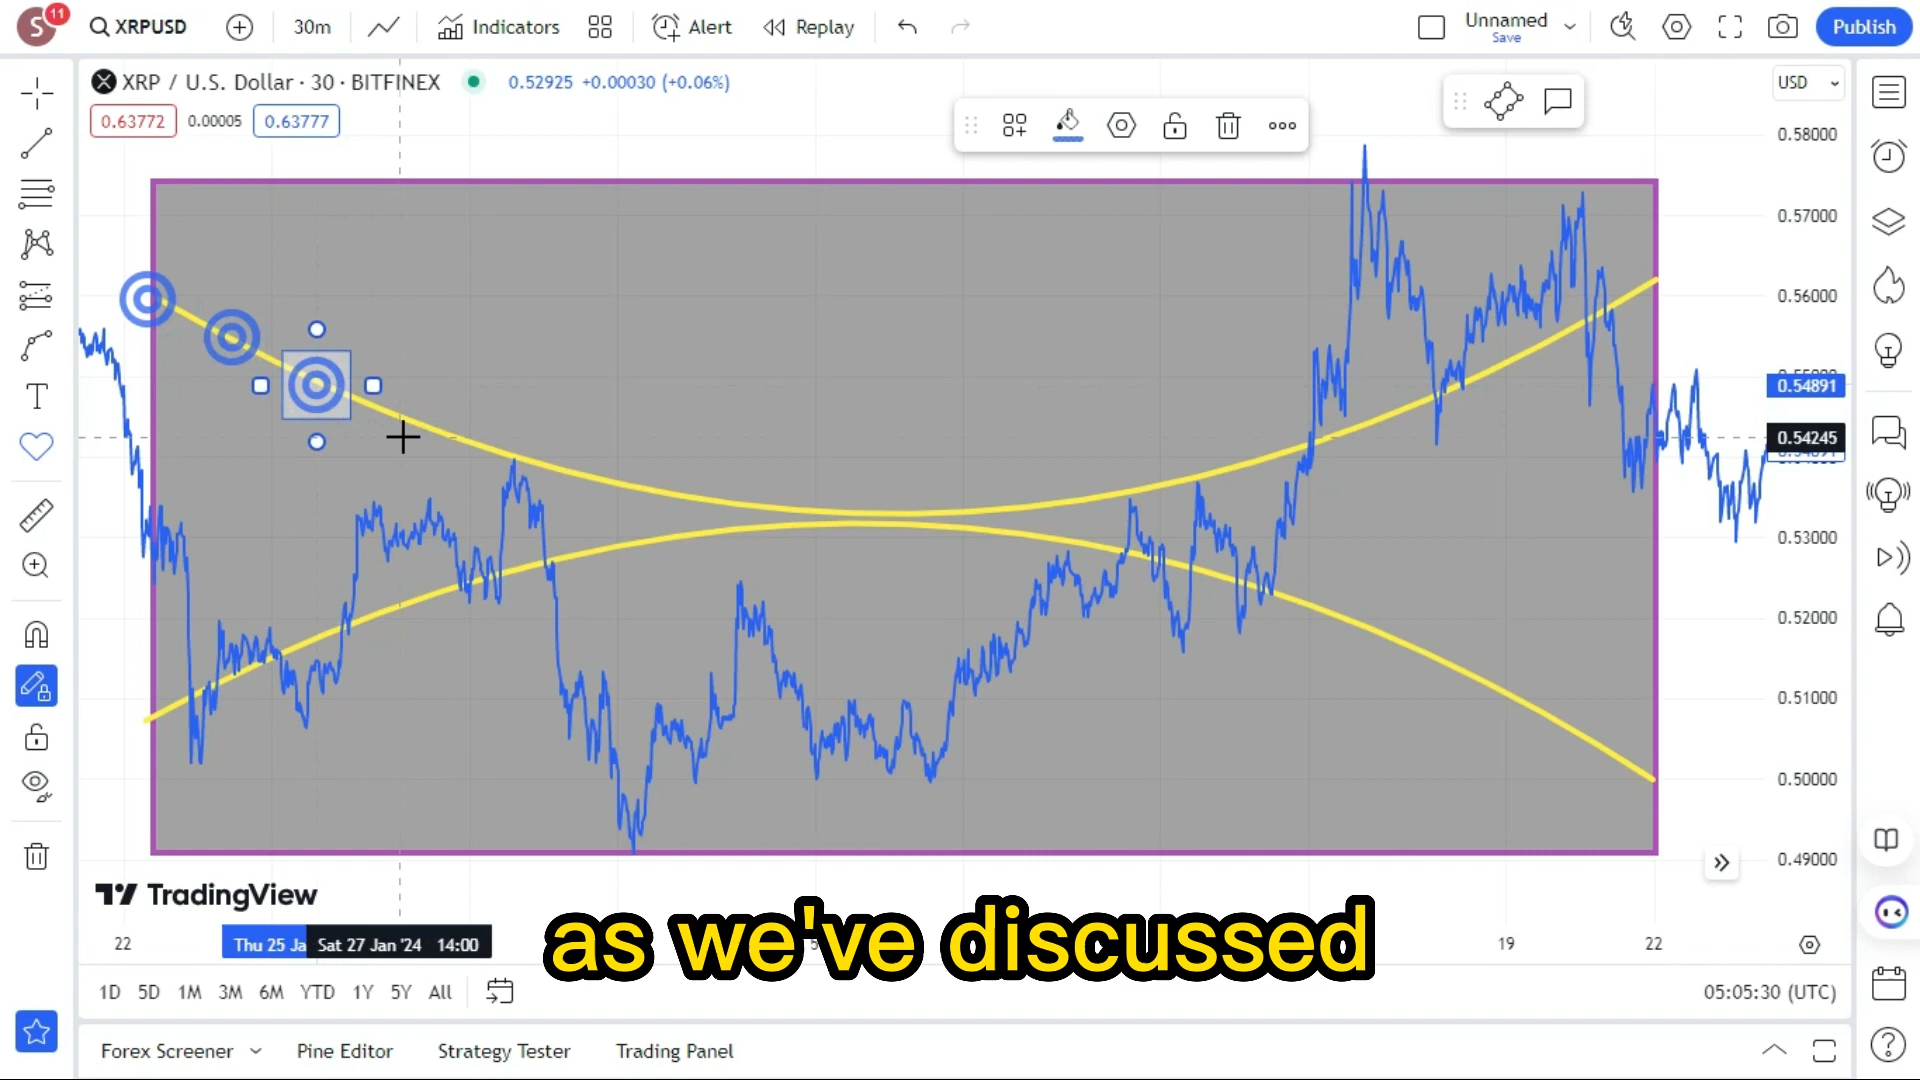 S
11
XRPUSD
30m
Indicators
Alert
Replay
Unnamed
Save
Publish
XRP / U.S. Dollar · 30 · BITFINEX
0.52925 +0.00030 (+0.06%)
0.63772
0.00005
0.63777
USD
0.58000
0.57000
0.56000
0.54891
0.54245
0.53000
0.52000
0.51000
0.50000
0.49000
T
TradingView
22
Thu 25 Ja
Sat 27 Jan '24 14:00
19
22
as we've discussed
1D 5D 1M 3M 6M YTD 1Y 5Y All
05:05:30 (UTC)
Forex Screener
Pine Editor
Strategy Tester
Trading Panel